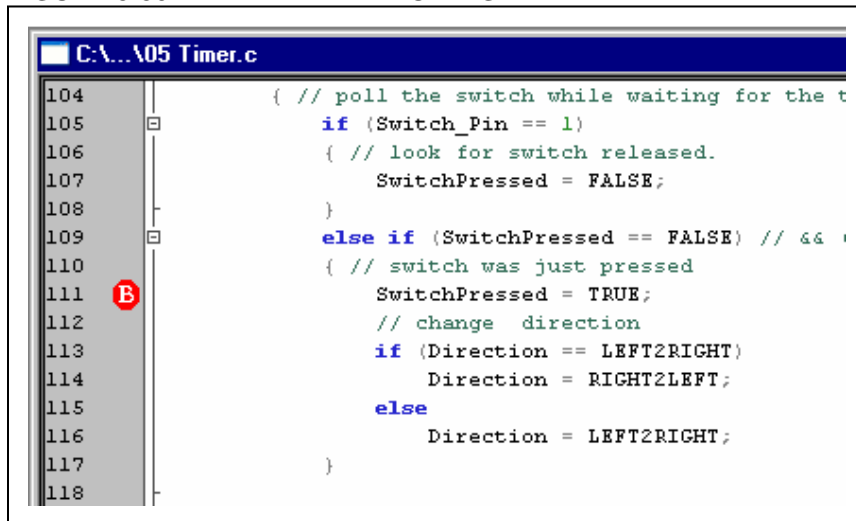 C:\...\05 Timer.c
104 { // poll the switch while waiting for the t
105 if (Switch_Pin == 1)
106 { // look for switch released.
107 SwitchPressed = FALSE;
108 }
109 else if (SwitchPressed == FALSE) // &&
110 { // switch was just pressed
111 B SwitchPressed = TRUE;
112 // change  direction
113 if (Direction == LEFT2RIGHT)
114 Direction = RIGHT2LEFT;
115 else
116 Direction = LEFT2RIGHT;
117 }
118